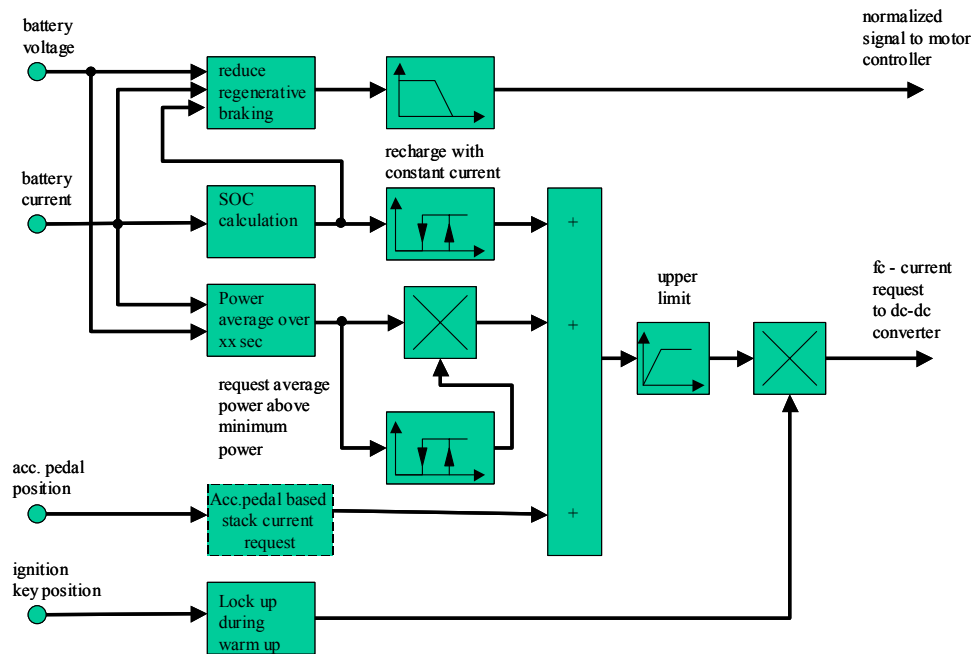 battery
voltage
normalized
signal to motor
controller
reduce
regenerative
braking
battery
current
SOC
calculation
recharge with
constant current
+
Power
average over
xx sec
+
upper
limit
fc - current
request
to dc-dc
converter
request average
power above
minimum
power
acc. pedal
position
Acc.pedal based
stack current
request
+
ignition
key position
Lock up
during
warm up